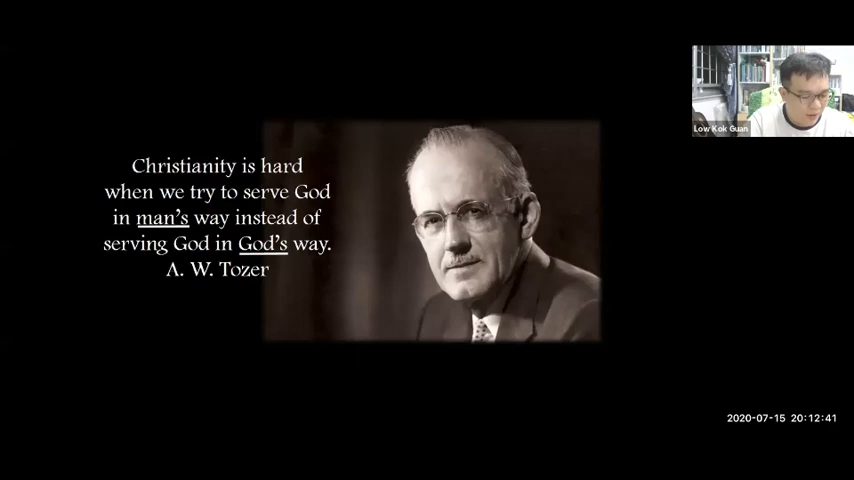 Christianity is hard
when we try to serve God
in man's way instead of
serving God in God's way.
A. W. Tozer
Low Kok Guan
2020-07-15 20:12:41